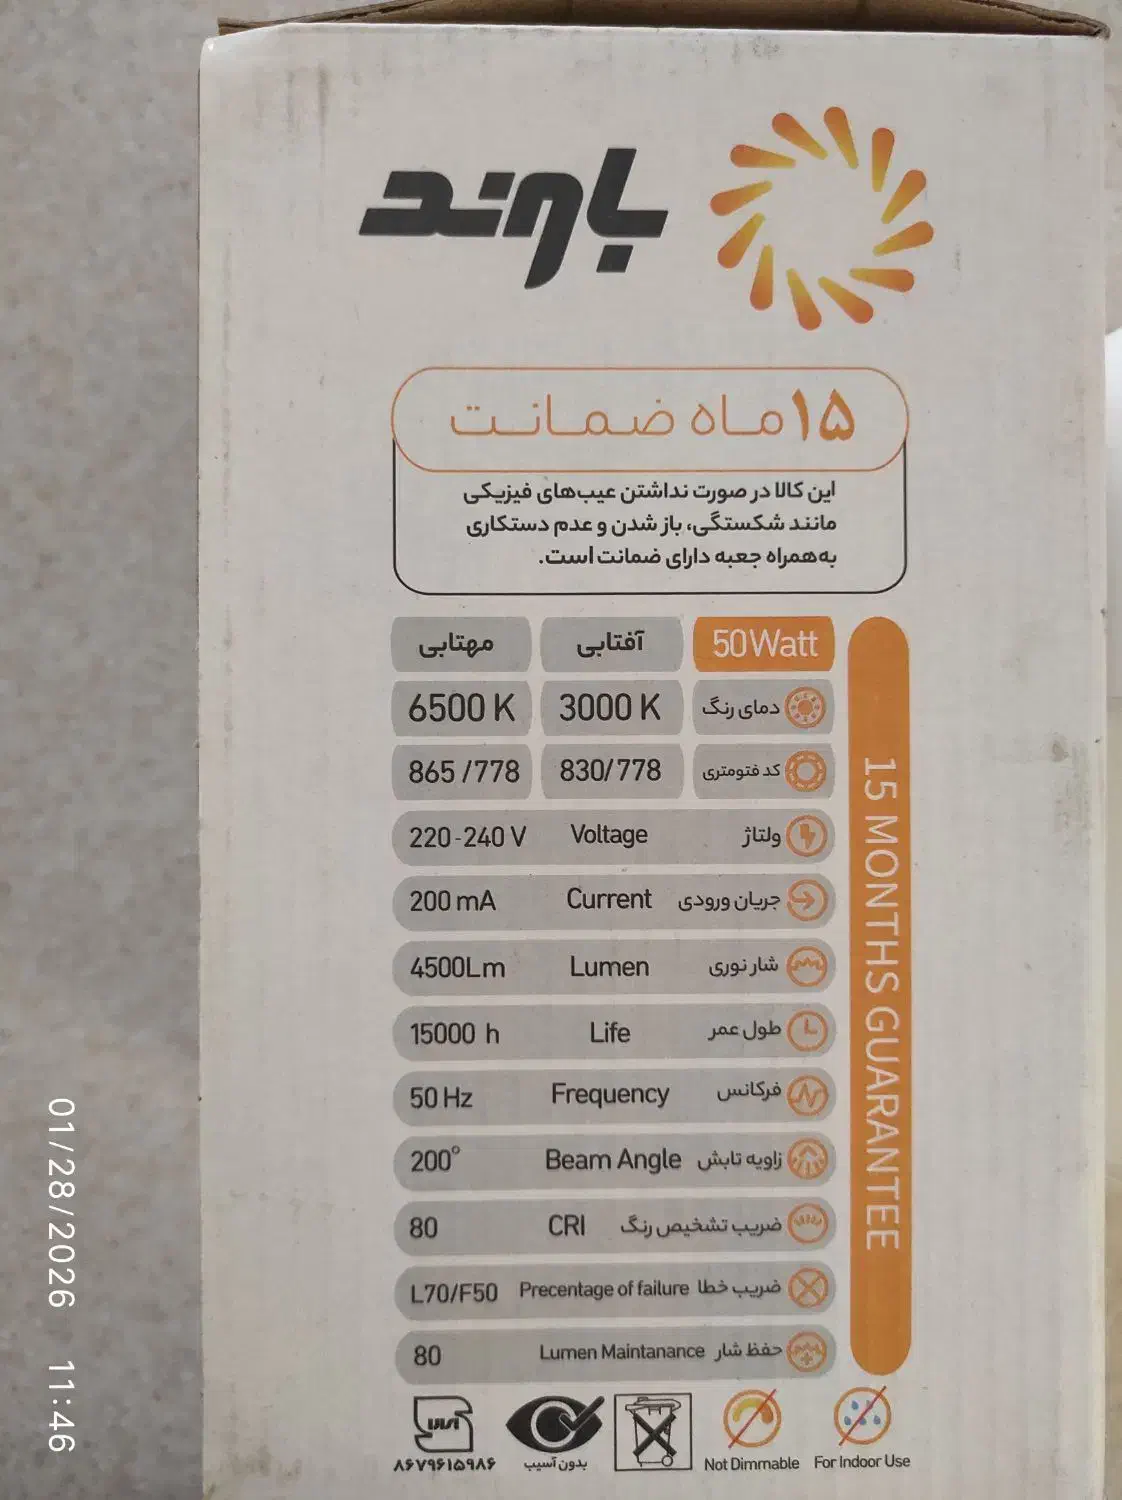 باوند
۱۵ ماه ضمانت
این کالا در صورت نداشتن عیب‌های فیزیکی
مانند شکستگی، باز شدن و عدم دستکاری
به‌همراه جعبه دارای ضمانت است.
50Watt آفتابی مهتابی
دمای رنگ 3000 K 6500 K
کد فتومتری 830/778 865/778
ولتاژ Voltage 220-240 V
جریان ورودی Current 200 mA
شار نوری Lumen 4500Lm
طول عمر Life 15000 h
فرکانس Frequency 50 Hz
زاویه تابش Beam Angle 200°
ضریب تشخیص رنگ CRI 80
ضریب خطا Precentage of failure L70/F50
حفظ شار Lumen Maintanance 80
15 MONTHS GUARANTEE
For Indoor Use
Not Dimmable
بدون آسیب
۸۶۷۹۶۱۵۹۸۶
01/28/2026 11:46